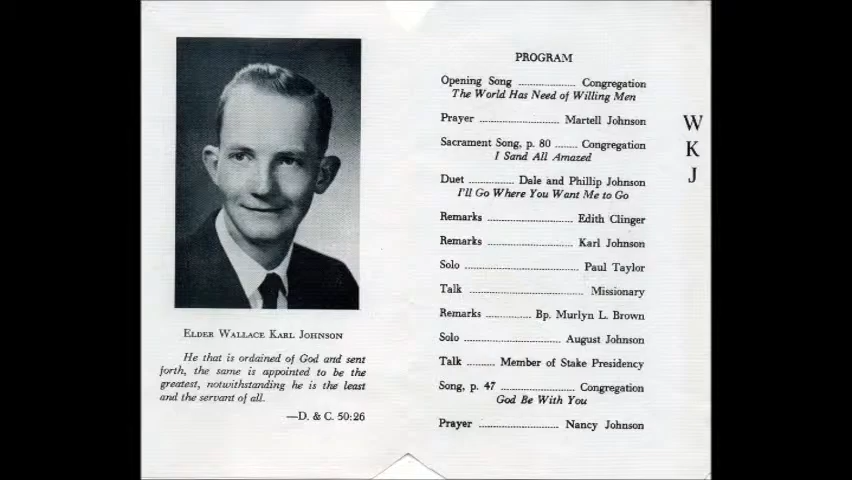 ELDER WALLACE KARL JOHNSON
He that is ordained of God and sent
forth, the same is appointed to be the
greatest, notwithstanding he is the least
and the servant of all.
—D. & C. 50:26
PROGRAM
Opening Song .................... Congregation
The World Has Need of Willing Men
Prayer ............................ Martell Johnson
Sacrament Song, p. 80 ........ Congregation
I Sand All Amazed
Duet ................ Dale and Phillip Johnson
I'll Go Where You Want Me to Go
Remarks .............................. Edith Clinger
Remarks .............................. Karl Johnson
Solo ........................................ Paul Taylor
Talk ........................................ Missionary
Remarks ................ Bp. Murlyn L. Brown
Solo .................................. August Johnson
Talk .......... Member of Stake Presidency
Song, p. 47 .......................... Congregation
God Be With You
Prayer ............................ Nancy Johnson
W
K
J